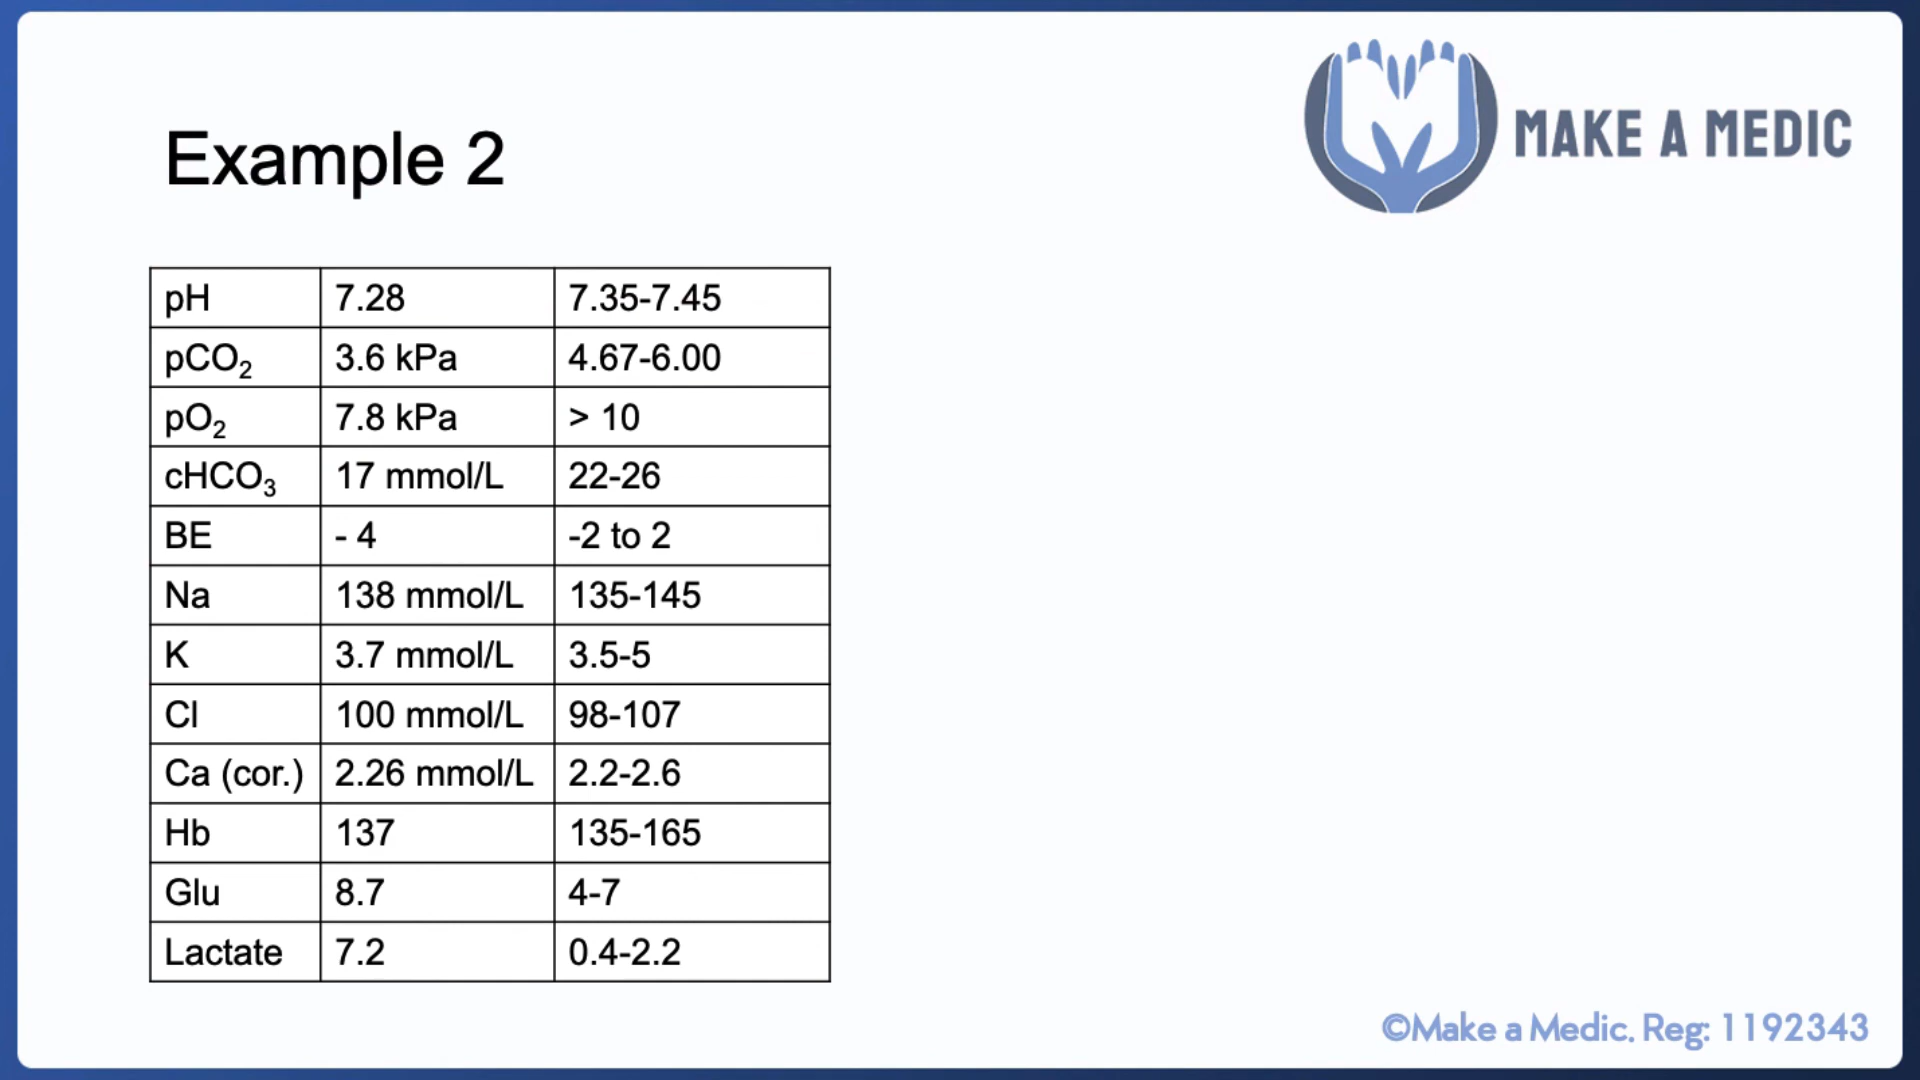 MAKE A MEDIC
Example 2
pH 7.28 7.35-7.45
pCO₂ 3.6 kPa 4.67-6.00
pO₂ 7.8 kPa > 10
cHCO₃ 17 mmol/L 22-26
BE - 4 -2 to 2
Na 138 mmol/L 135-145
K 3.7 mmol/L 3.5-5
Cl 100 mmol/L 98-107
Ca (cor.) 2.26 mmol/L 2.2-2.6
Hb 137 135-165
Glu 8.7 4-7
Lactate 7.2 0.4-2.2
©Make a Medic. Reg: 1192343